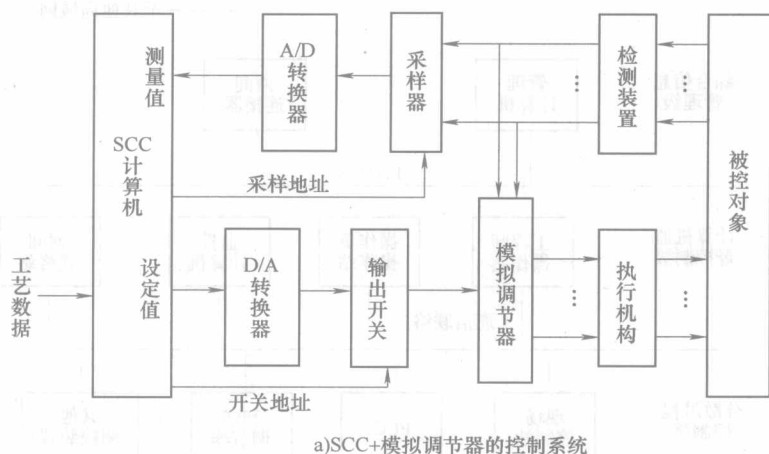 测量值
SCC
计算机
设定值
工艺数据
A/D
转换器
采样器
检测装置
被控对象
采样地址
D/A
转换器
输出开关
模拟调节器
执行机构
开关地址
a)SCC+模拟调节器的控制系统